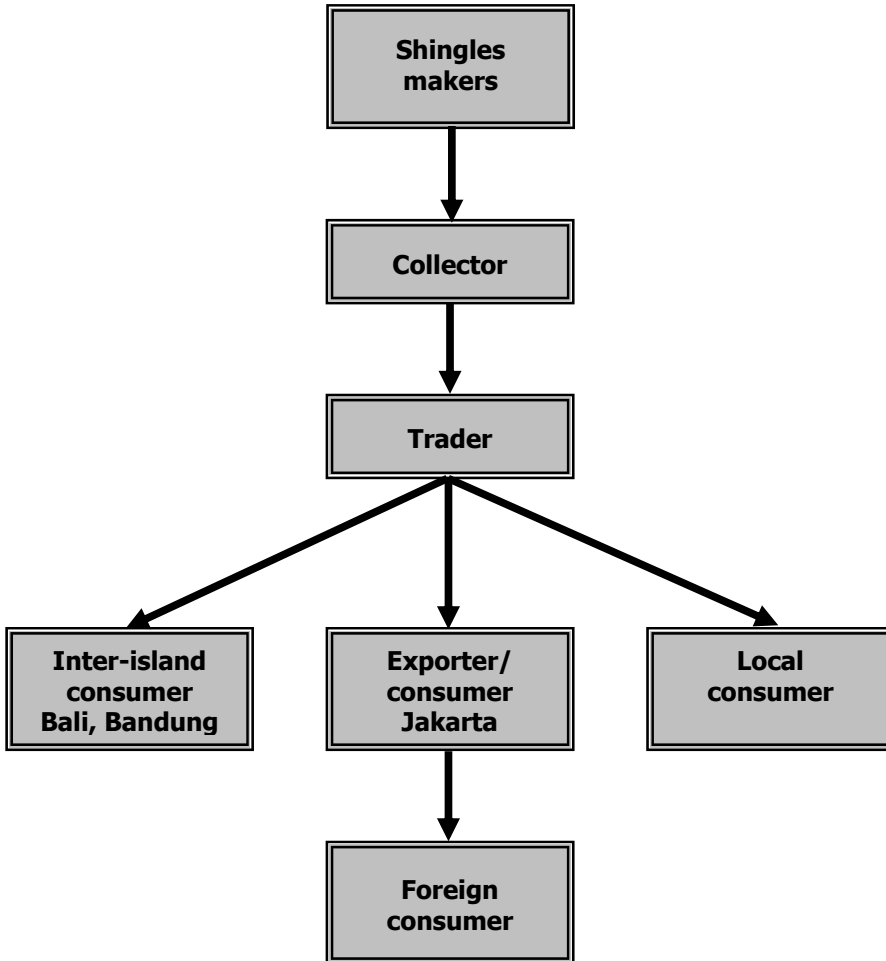 Shingles
makers
Collector
Trader
Inter-island
consumer
Bali, Bandung
Exporter/
consumer
Jakarta
Local
consumer
Foreign
consumer